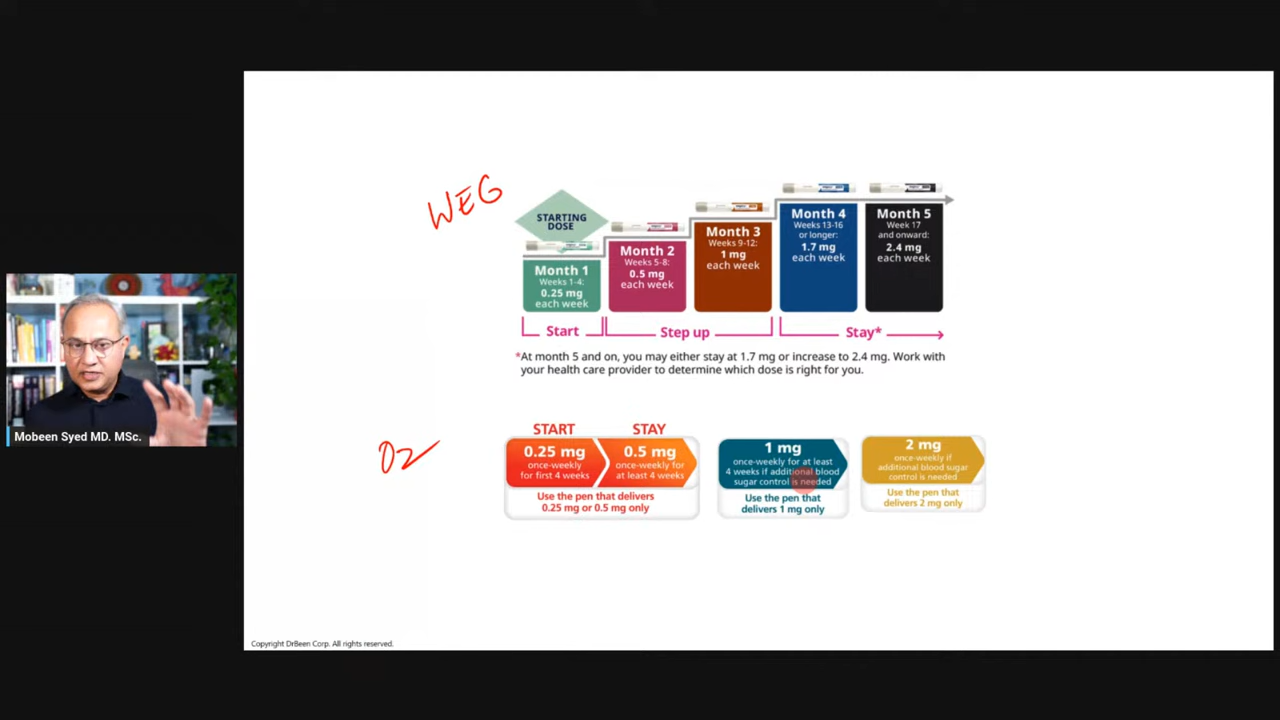 WEG
STARTING
DOSE
Month 1
Weeks 1-4:
0.25 mg
each week
Month 2
Weeks 5-8:
0.5 mg
each week
Month 3
Weeks 9-12:
1 mg
each week
Month 4
Weeks 13-16
or longer:
1.7 mg
each week
Month 5
Week 17
and onward:
2.4 mg
each week
Start
Step up
Stay*
*At month 5 and on, you may either stay at 1.7 mg or increase to 2.4 mg. Work with
your health care provider to determine which dose is right for you.
Mobeen Syed MD. MSc.
OZ
START
STAY
0.25 mg
once-weekly
for first 4 weeks
0.5 mg
once-weekly for
at least 4 weeks
Use the pen that delivers
0.25 mg or 0.5 mg only
1 mg
once-weekly for at least
4 weeks if additional blood
sugar control is needed
Use the pen that
delivers 1 mg only
2 mg
once-weekly if
additional blood sugar
control is needed
Use the pen that
delivers 2 mg only
Copyright DrBeen Corp. All rights reserved.